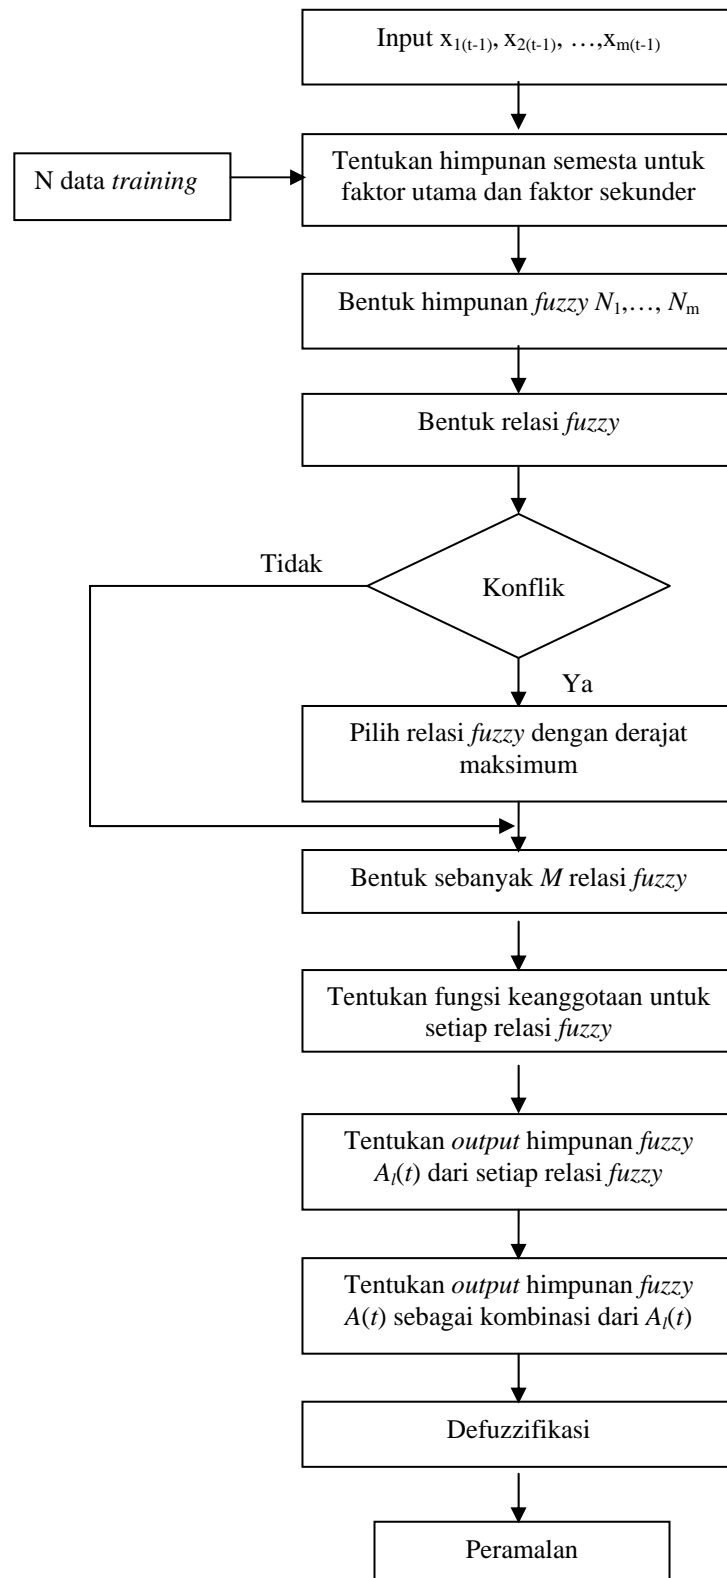 Input x1(t-1), x2(t-1), …,xm(t-1)
N data training
Tentukan himpunan semesta untuk
faktor utama dan faktor sekunder
Bentuk himpunan fuzzy N1,…, Nm
Bentuk relasi fuzzy
Tidak
Konflik
Ya
Pilih relasi fuzzy dengan derajat
maksimum
Bentuk sebanyak M relasi fuzzy
Tentukan fungsi keanggotaan untuk
setiap relasi fuzzy
Tentukan output himpunan fuzzy
Al(t) dari setiap relasi fuzzy
Tentukan output himpunan fuzzy
A(t) sebagai kombinasi dari Al(t)
Defuzzifikasi
Peramalan